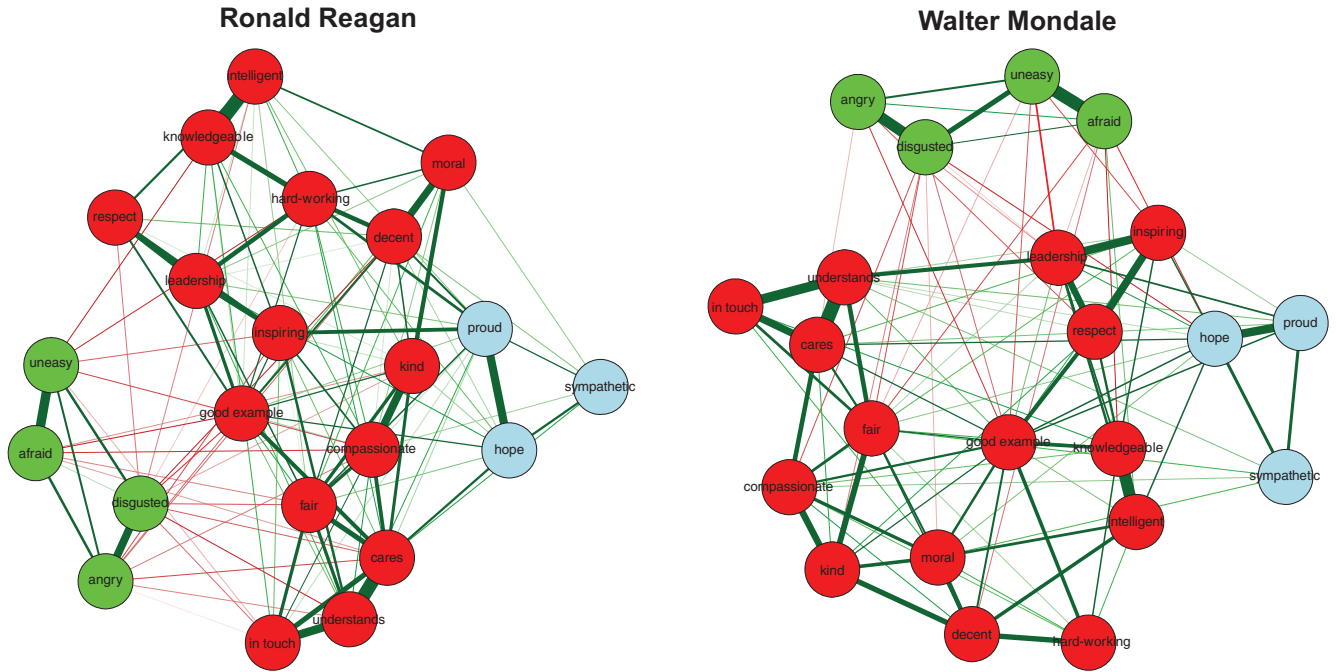 Ronald Reagan
intelligent
knowledgeable
moral
hard-working
respect
decent
leadership
inspiring
proud
uneasy
kind
sympathetic
good example
afraid
compassionate
hope
disgusted
fair
cares
angry
understands
in touch
Walter Mondale
uneasy
angry
afraid
disgusted
inspiring
leadership
understands
in touch
proud
respect
hope
cares
fair
good example
knowledgeable
sympathetic
compassionate
intelligent
moral
kind
decent
hard-working